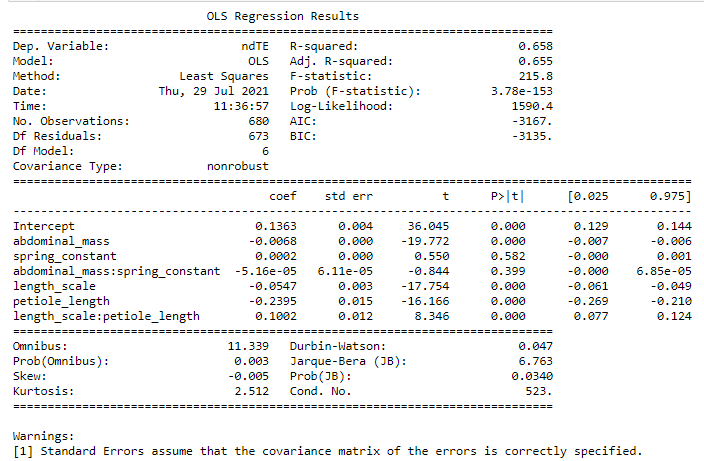 OLS Regression Results
==============================================================================
Dep. Variable: ndTE R-squared: 0.658
Model: OLS Adj. R-squared: 0.655
Method: Least Squares F-statistic: 215.8
Date: Thu, 29 Jul 2021 Prob (F-statistic): 3.78e-153
Time: 11:36:57 Log-Likelihood: 1590.4
No. Observations: 680 AIC: -3167.
Df Residuals: 673 BIC: -3135.
Df Model: 6
Covariance Type: nonrobust
==================================================================================================
coef std err t P>|t| [0.025 0.975]
--------------------------------------------------------------------------------------------------
Intercept 0.1363 0.004 36.045 0.000 0.129 0.144
abdominal_mass -0.0068 0.000 -19.772 0.000 -0.007 -0.006
spring_constant 0.0002 0.000 0.550 0.582 -0.000 0.001
abdominal_mass:spring_constant -5.16e-05 6.11e-05 -0.844 0.399 -0.000 6.85e-05
length_scale -0.0547 0.003 -17.754 0.000 -0.061 -0.049
petiole_length -0.2395 0.015 -16.166 0.000 -0.269 -0.210
length_scale:petiole_length 0.1002 0.012 8.346 0.000 0.077 0.124
==============================================================================
Omnibus: 11.339 Durbin-Watson: 0.047
Prob(Omnibus): 0.003 Jarque-Bera (JB): 6.763
Skew: -0.005 Prob(JB): 0.0340
Kurtosis: 2.512 Cond. No. 523.
==============================================================================
Warnings:
[1] Standard Errors assume that the covariance matrix of the errors is correctly specified.